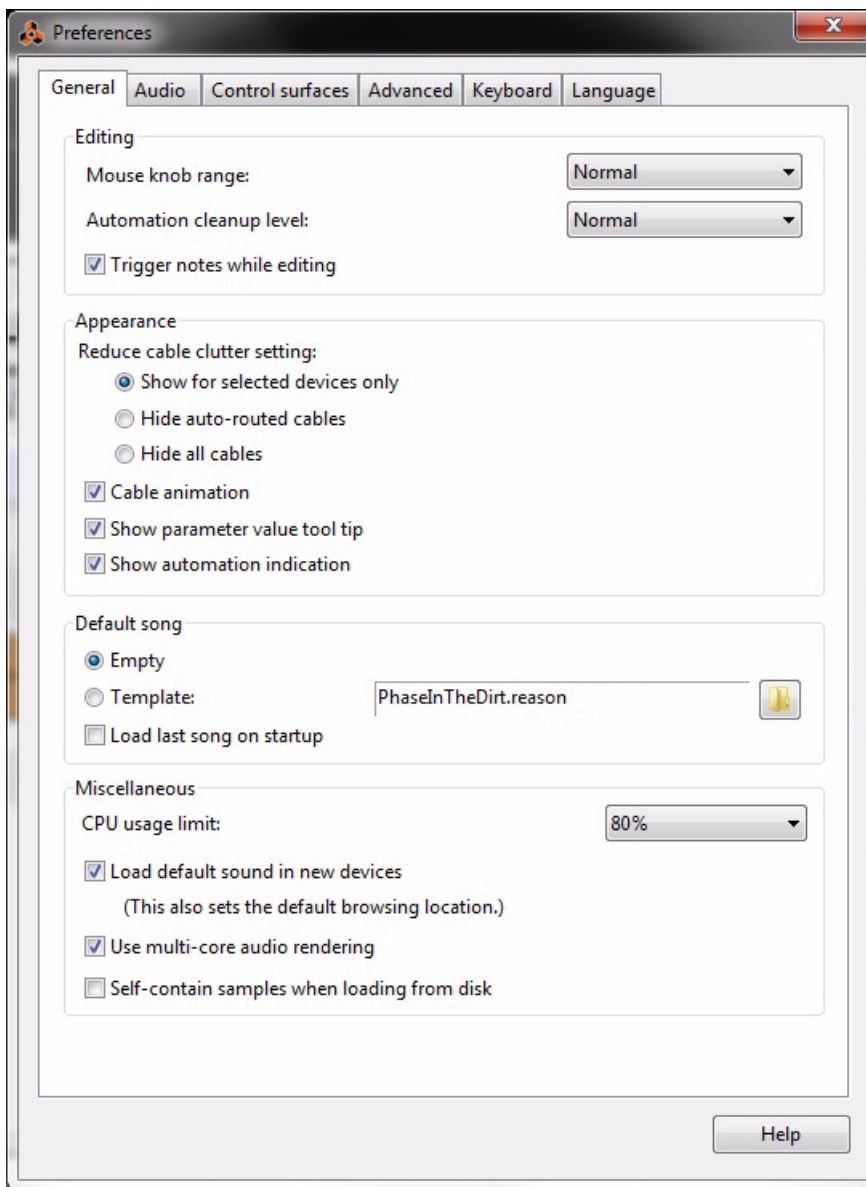 Preferences
General Audio Control surfaces Advanced Keyboard Language
Editing
Mouse knob range: Normal
Automation cleanup level: Normal
Trigger notes while editing
Appearance
Reduce cable clutter setting:
Show for selected devices only
Hide auto-routed cables
Hide all cables
Cable animation
Show parameter value tool tip
Show automation indication
Default song
Empty
Template: PhaseInTheDirt.reason
Load last song on startup
Miscellaneous
CPU usage limit: 80%
Load default sound in new devices
(This also sets the default browsing location.)
Use multi-core audio rendering
Self-contain samples when loading from disk
Help